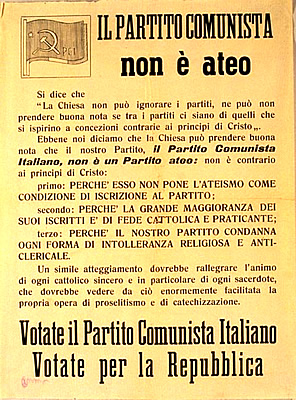 PCI
IL PARTITO COMUNISTA
non è ateo
Si dice che
"La Chiesa non può ignorare i partiti, ne può non
prendere buona nota se tra i partiti ci siano di quelli che
si ispirino a concezioni contrarie ai principi di Cristo„.
Ebbene noi diciamo che la Chiesa può prendere buona
nota che il nostro Partito, il Partito Comunista
Italiano, non è un Partito ateo: non è contrario
ai principi di Cristo:
primo: PERCHE' ESSO NON PONE L'ATEISMO COME
CONDIZIONE DI ISCRIZIONE AL PARTITO;
secondo: PERCHÈ LA GRANDE MAGGIORANZA DEI
SUOI ISCRITTI E' DI FEDE CATTOLICA E PRATICANTE;
terzo: PERCHÈ IL NOSTRO PARTITO CONDANNA
OGNI FORMA DI INTOLLERANZA RELIGIOSA E ANTI-
CLERICALE.
Un simile atteggiamento dovrebbe rallegrare l'animo
di ogni cattolico sincero e in particolare di ogni sacerdote,
che dovrebbe vedere da ciò enormemente facilitata la
propria opera di proselitismo e di catechizzazione.
Votate il Partito Comunista Italiano
Votate per la Repubblica